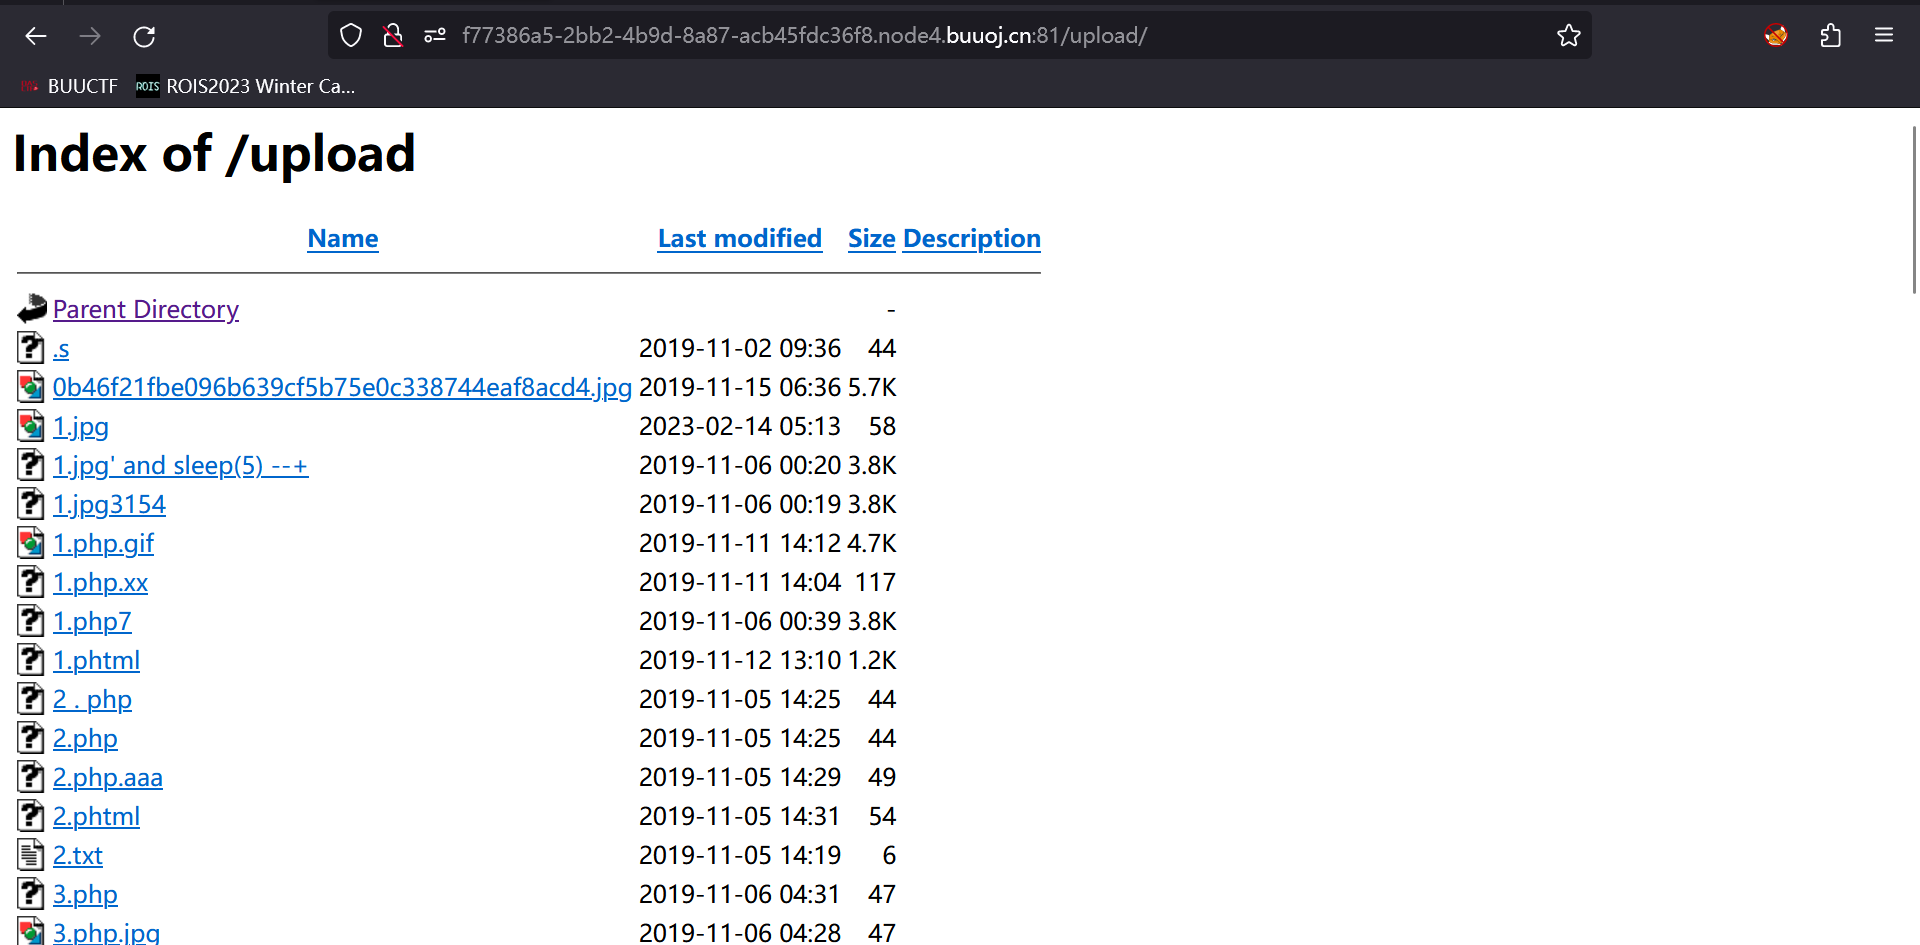 f77386a5-2bb2-4b9d-8a87-acb45fdc36f8.node4.buuoj.cn:81/upload/
BUUCTF ROIS ROIS2023 Winter Ca...
Index of /upload
Name Last modified Size Description
Parent Directory -
.s 2019-11-02 09:36 44
0b46f21fbe096b639cf5b75e0c338744eaf8acd4.jpg 2019-11-15 06:36 5.7K
1.jpg 2023-02-14 05:13 58
1.jpg' and sleep(5) --+ 2019-11-06 00:20 3.8K
1.jpg3154 2019-11-06 00:19 3.8K
1.php.gif 2019-11-11 14:12 4.7K
1.php.xx 2019-11-11 14:04 117
1.php7 2019-11-06 00:39 3.8K
1.phtml 2019-11-12 13:10 1.2K
2 . php 2019-11-05 14:25 44
2.php 2019-11-05 14:25 44
2.php.aaa 2019-11-05 14:29 49
2.phtml 2019-11-05 14:31 54
2.txt 2019-11-05 14:19 6
3.php 2019-11-06 04:31 47
3.php.jpg 2019-11-06 04:28 47